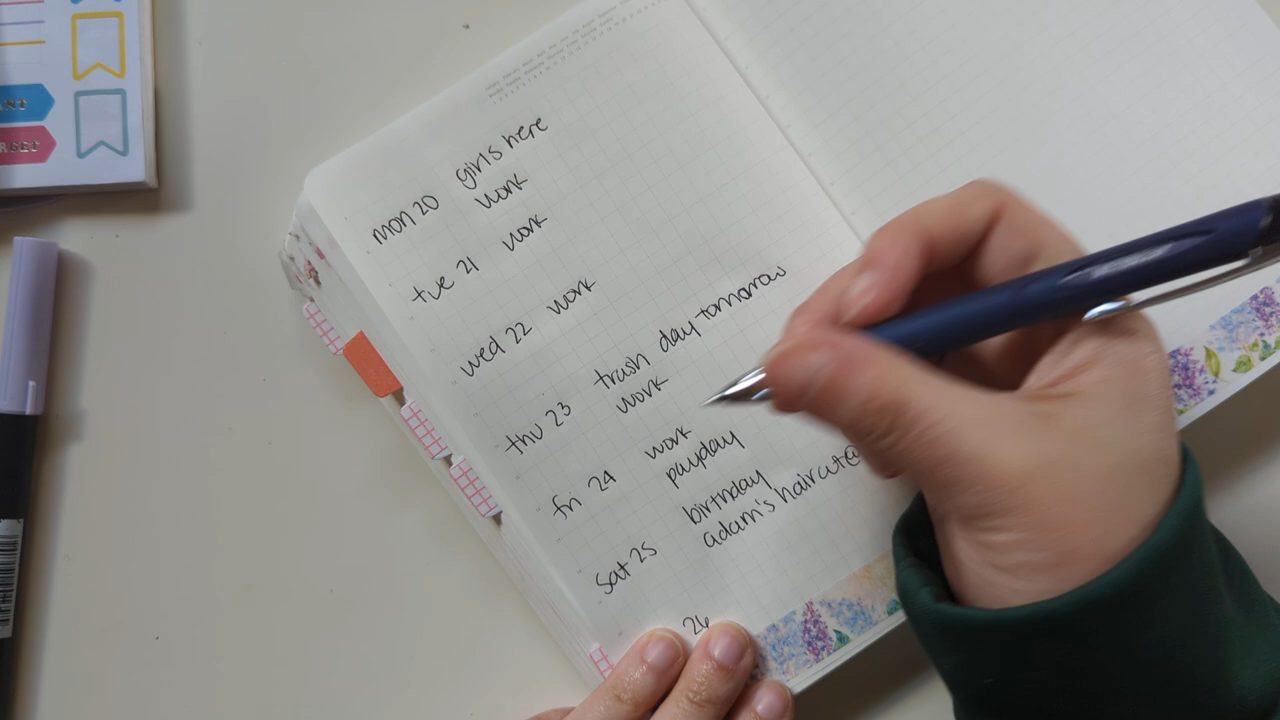 girls here
mon 20 work
tue 21 work
wed 22 work
trash day tomorrow
thu 23 work
work
fri 24 payday
birthday
sat 25 adam's haircut@
26